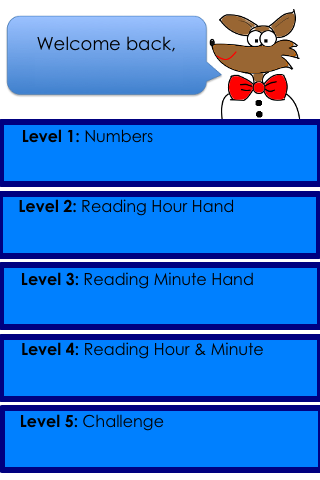 Welcome back,
Level 1: Numbers
Level 2: Reading Hour Hand
Level 3: Reading Minute Hand
Level 4: Reading Hour & Minute
Level 5: Challenge